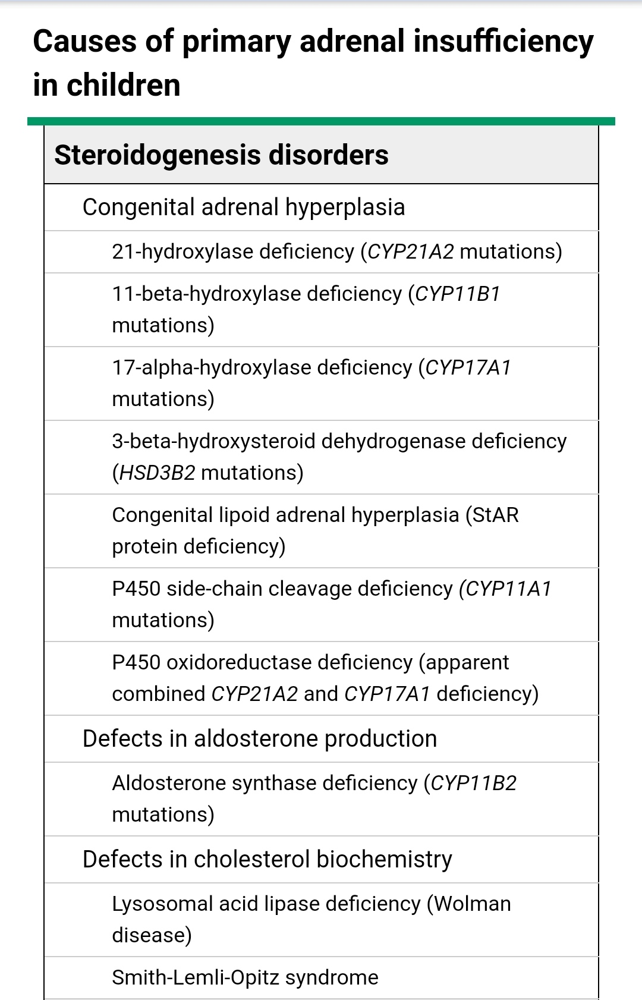 Causes of primary adrenal insufficiency
in children
Steroidogenesis disorders
Congenital adrenal hyperplasia
21-hydroxylase deficiency (CYP21A2 mutations)
11-beta-hydroxylase deficiency (CYP11B1
mutations)
17-alpha-hydroxylase deficiency (CYP17A1
mutations)
3-beta-hydroxysteroid dehydrogenase deficiency
(HSD3B2 mutations)
Congenital lipoid adrenal hyperplasia (StAR
protein deficiency)
P450 side-chain cleavage deficiency (CYP11A1
mutations)
P450 oxidoreductase deficiency (apparent
combined CYP21A2 and CYP17A1 deficiency)
Defects in aldosterone production
Aldosterone synthase deficiency (CYP11B2
mutations)
Defects in cholesterol biochemistry
Lysosomal acid lipase deficiency (Wolman
disease)
Smith-Lemli-Opitz syndrome